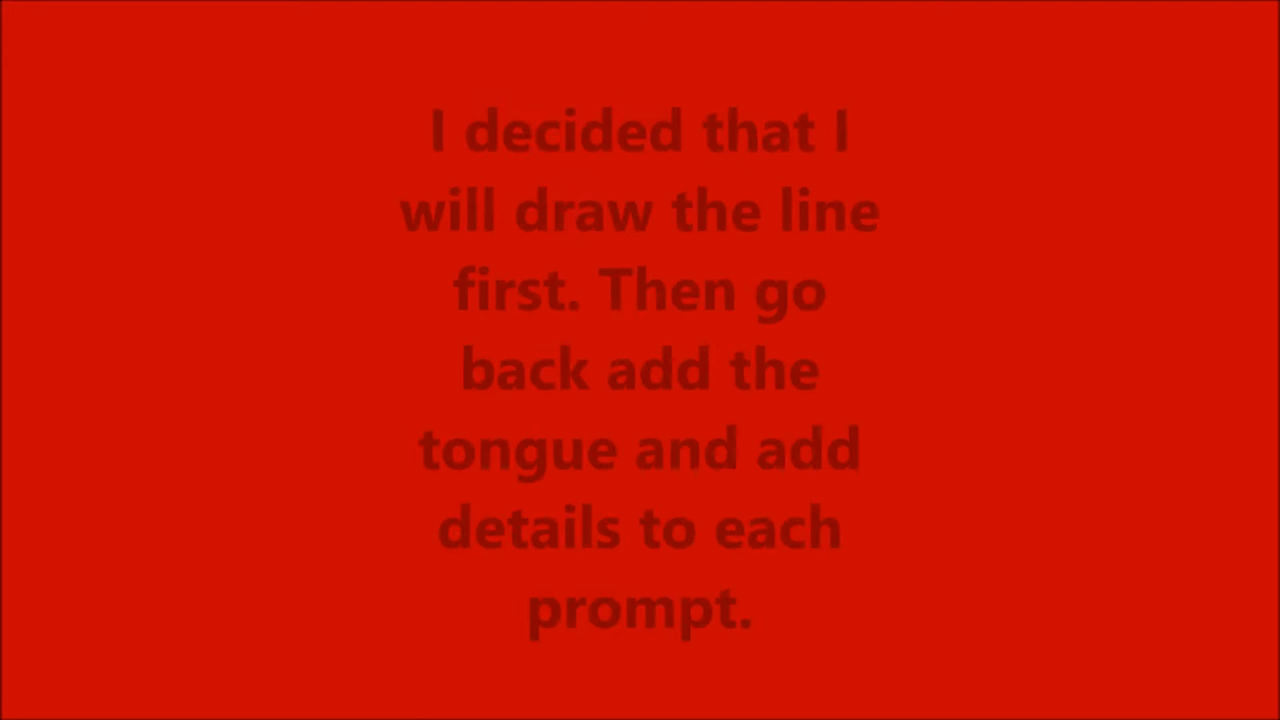 I decided that I
will draw the line
first. Then go
back add the
tongue and add
details to each
prompt.